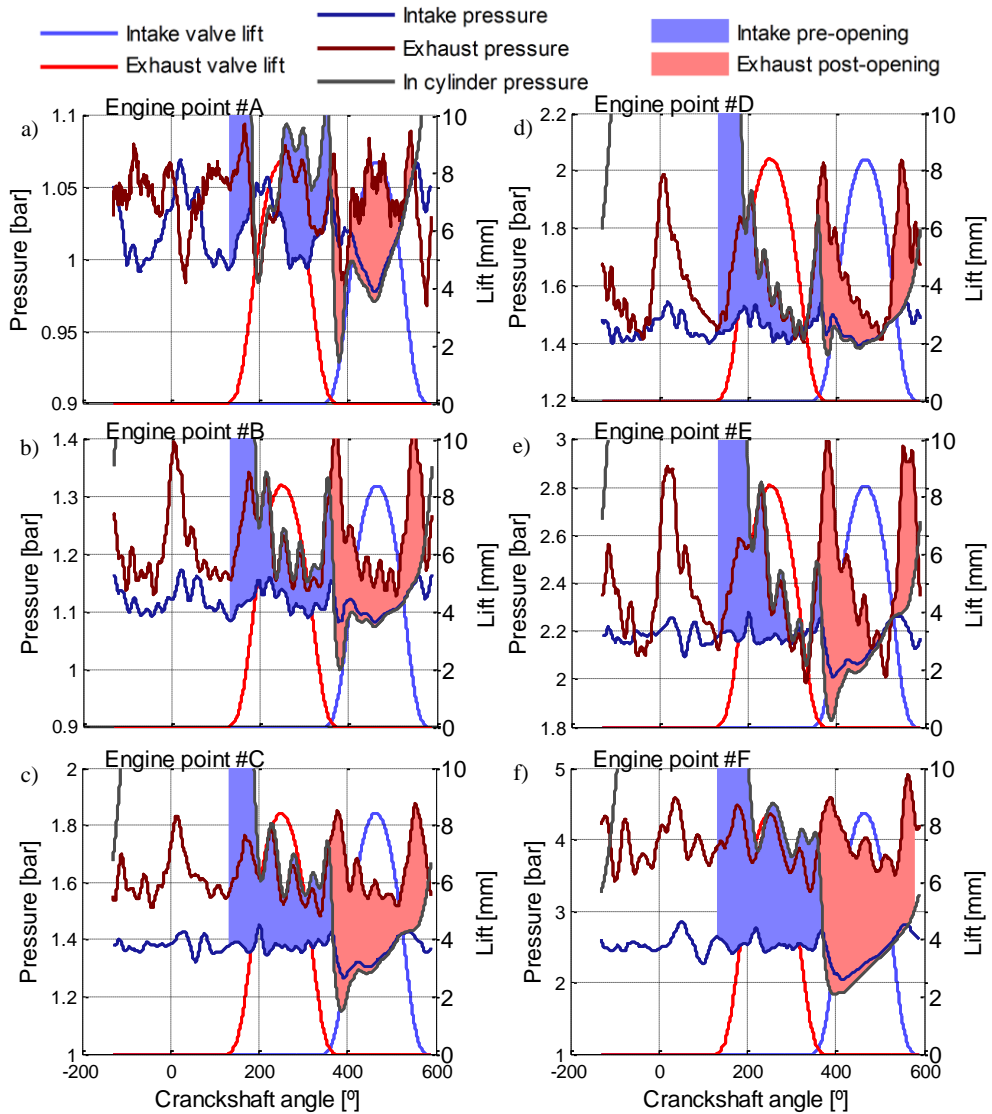 Intake valve lift
Exhaust valve lift
Intake pressure
Exhaust pressure
In cylinder pressure
Intake pre-opening
Exhaust post-opening
a)
Engine point #A
1.1
1.05
1
0.95
0.9
Pressure [bar]
10
8
6
4
2
0
Lift [mm]
d)
Engine point #D
2.2
2
1.8
1.6
1.4
1.2
Pressure [bar]
10
8
6
4
2
0
Lift [mm]
b)
Engine point #B
1.4
1.3
1.2
1.1
1
0.9
Pressure [bar]
10
8
6
4
2
0
Lift [mm]
e)
Engine point #E
3
2.8
2.6
2.4
2.2
2
1.8
Pressure [bar]
10
8
6
4
2
0
Lift [mm]
c)
Engine point #C
2
1.8
1.6
1.4
1.2
1
Pressure [bar]
10
8
6
4
2
0
Lift [mm]
-200 0 200 400 600
Cranckshaft angle [º]
f)
Engine point #F
5
4
3
2
1
Pressure [bar]
10
8
6
4
2
0
Lift [mm]
-200 0 200 400 600
Cranckshaft angle [º]